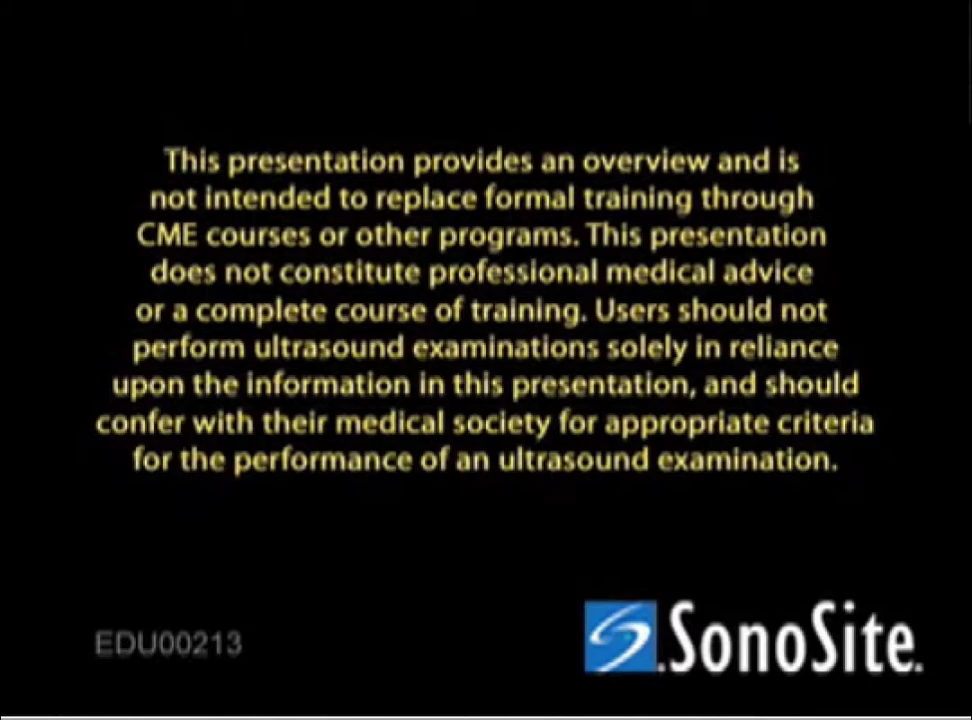 This presentation provides an overview and is
not intended to replace formal training through
CME courses or other programs. This presentation
does not constitute professional medical advice
or a complete course of training. Users should not
perform ultrasound examinations solely in reliance
upon the information in this presentation, and should
confer with their medical society for appropriate criteria
for the performance of an ultrasound examination.
EDU00213
SonoSite.